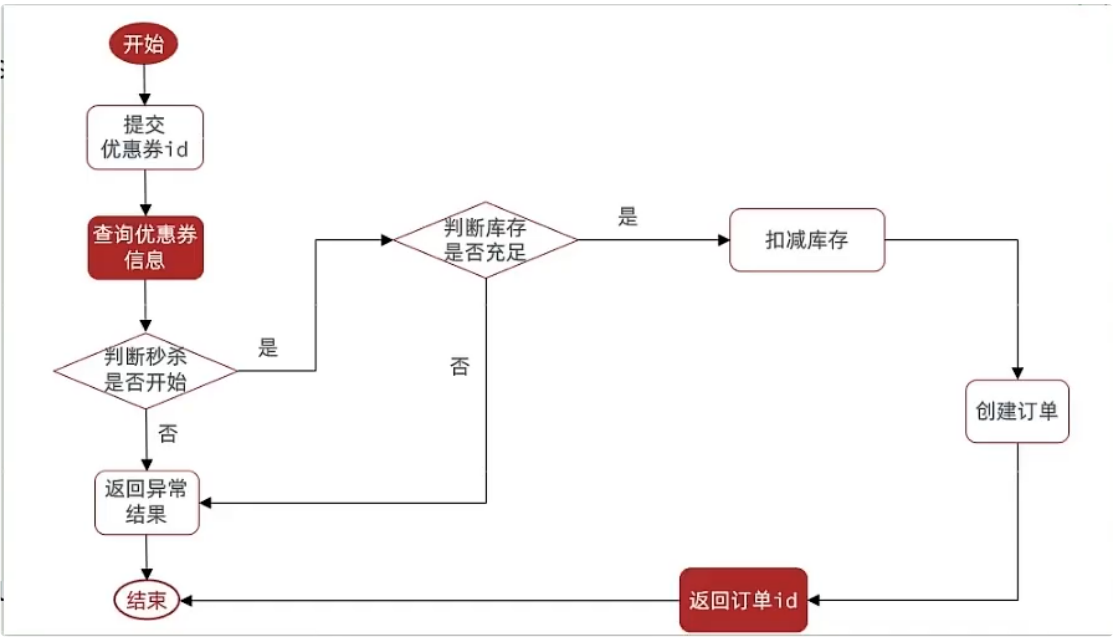 开始
提交
优惠券id
查询优惠券
信息
判断秒杀
是否开始
是
否
返回异常
结果
结束
判断库存
是否充足
是
否
扣减库存
创建订单
返回订单id